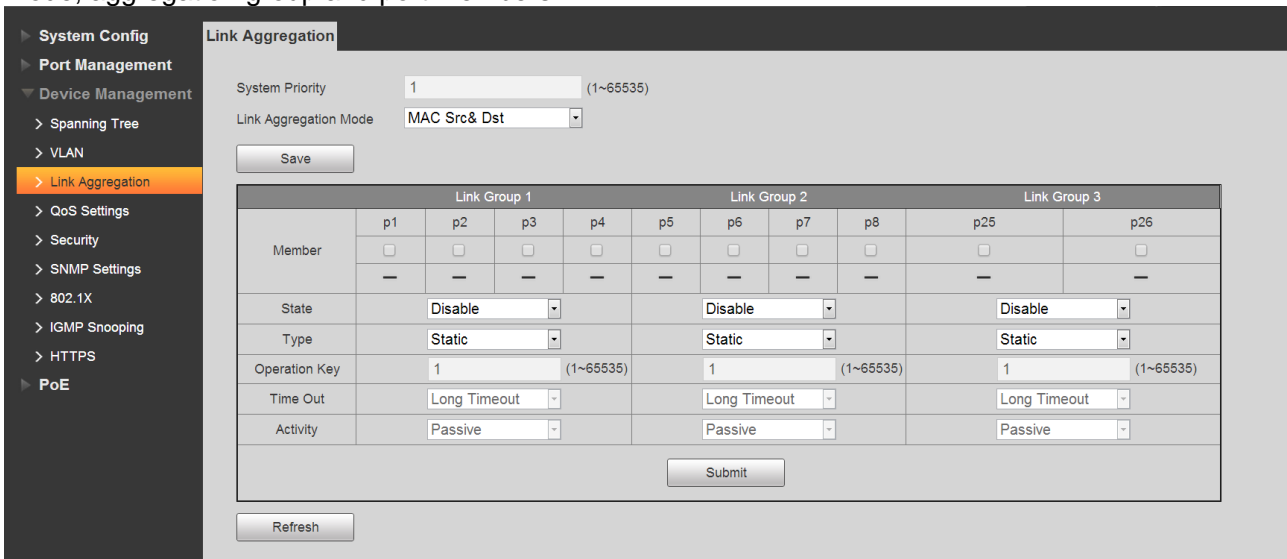 System Config
Port Management
Device Management
> Spanning Tree
> VLAN
> Link Aggregation
> QoS Settings
> Security
> SNMP Settings
> 802.1X
> IGMP Snooping
> HTTPS
PoE
Link Aggregation
System Priority 1 (1~65535)
Link Aggregation Mode MAC Src& Dst
Save
Link Group 1 Link Group 2 Link Group 3
Member p1 p2 p3 p4 p5 p6 p7 p8 p25 p26
— — — — — — — — — —
State Disable Disable Disable
Type Static Static Static
Operation Key 1 (1~65535) 1 (1~65535) 1 (1~65535)
Time Out Long Timeout Long Timeout Long Timeout
Activity Passive Passive Passive
Submit
Refresh